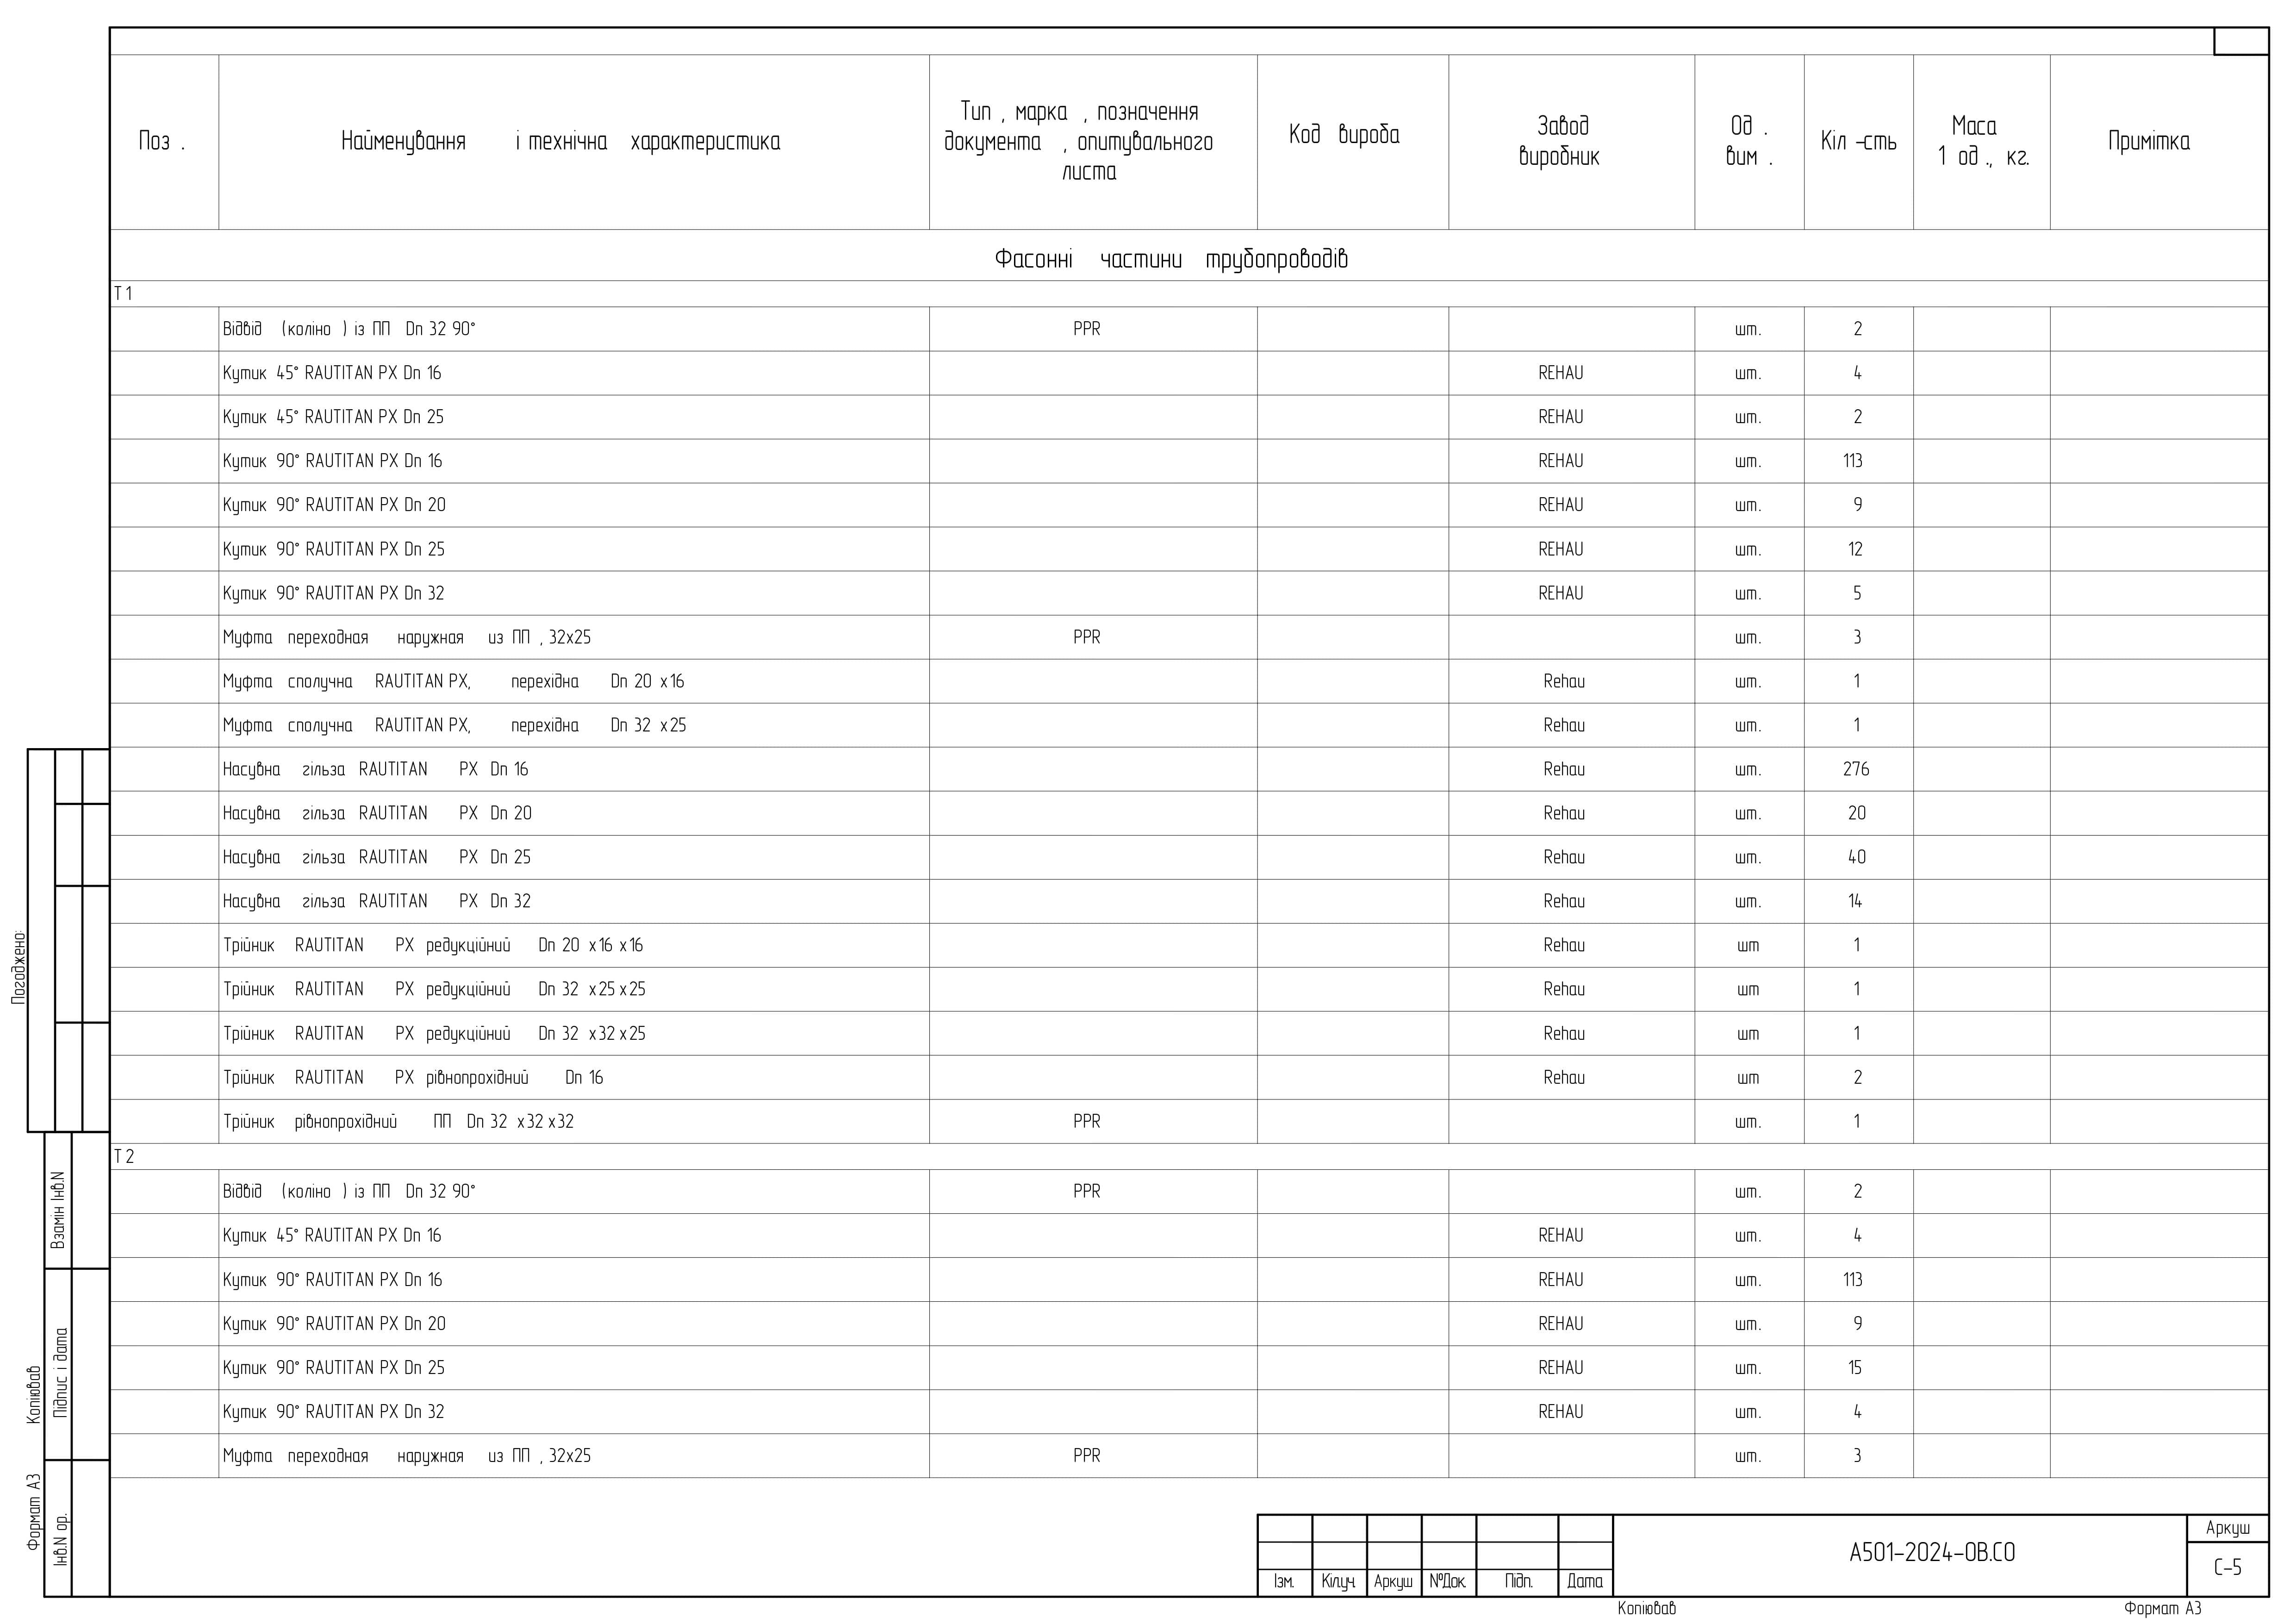 Поз. Найменування і технічна характеристика Тип, марка, позначення документа, опитувального листа Код вироба Завод виробник Од. вим. Кіл-сть Маса 1 од., кг. Примітка
Фасонні частини трубопроводів
Т1
Відвід (коліно) із ПП Dn 32 90° PPR шт. 2
Кутик 45° RAUTITAN PX Dn 16 REHAU шт. 4
Кутик 45° RAUTITAN PX Dn 25 REHAU шт. 2
Кутик 90° RAUTITAN PX Dn 16 REHAU шт. 113
Кутик 90° RAUTITAN PX Dn 20 REHAU шт. 9
Кутик 90° RAUTITAN PX Dn 25 REHAU шт. 12
Кутик 90° RAUTITAN PX Dn 32 REHAU шт. 5
Муфта переходная наружная из ПП, 32x25 PPR шт. 3
Муфта сполучна RAUTITAN PX, перехідна Dn 20 x16 Rehau шт. 1
Муфта сполучна RAUTITAN PX, перехідна Dn 32 x25 Rehau шт. 1
Насувна гільза RAUTITAN PX Dn 16 Rehau шт. 276
Насувна гільза RAUTITAN PX Dn 20 Rehau шт. 20
Насувна гільза RAUTITAN PX Dn 25 Rehau шт. 40
Насувна гільза RAUTITAN PX Dn 32 Rehau шт. 14
Трійник RAUTITAN PX редукційний Dn 20 x16 x16 Rehau шт 1
Трійник RAUTITAN PX редукційний Dn 32 x25 x25 Rehau шт 1
Трійник RAUTITAN PX редукційний Dn 32 x32 x25 Rehau шт 1
Трійник RAUTITAN PX рівнопрохідний Dn 16 Rehau шт 2
Трійник рівнопрохідний ПП Dn 32 x32 x32 PPR шт. 1
Т2
Відвід (коліно) із ПП Dn 32 90° PPR шт. 2
Кутик 45° RAUTITAN PX Dn 16 REHAU шт. 4
Кутик 90° RAUTITAN PX Dn 16 REHAU шт. 113
Кутик 90° RAUTITAN PX Dn 20 REHAU шт. 9
Кутик 90° RAUTITAN PX Dn 25 REHAU шт. 15
Кутик 90° RAUTITAN PX Dn 32 REHAU шт. 4
Муфта переходная наружная из ПП, 32x25 PPR шт. 3
Погоджено:
Взамін Інв.N
Підпис і дата
Інв.N ор.
Копіював
Формат А3
Ізм. Кіл.уч. Аркуш №Док. Підп. Дата
А501-2024-ОВ.СО
Аркуш
С-5
Копіював
Формат А3